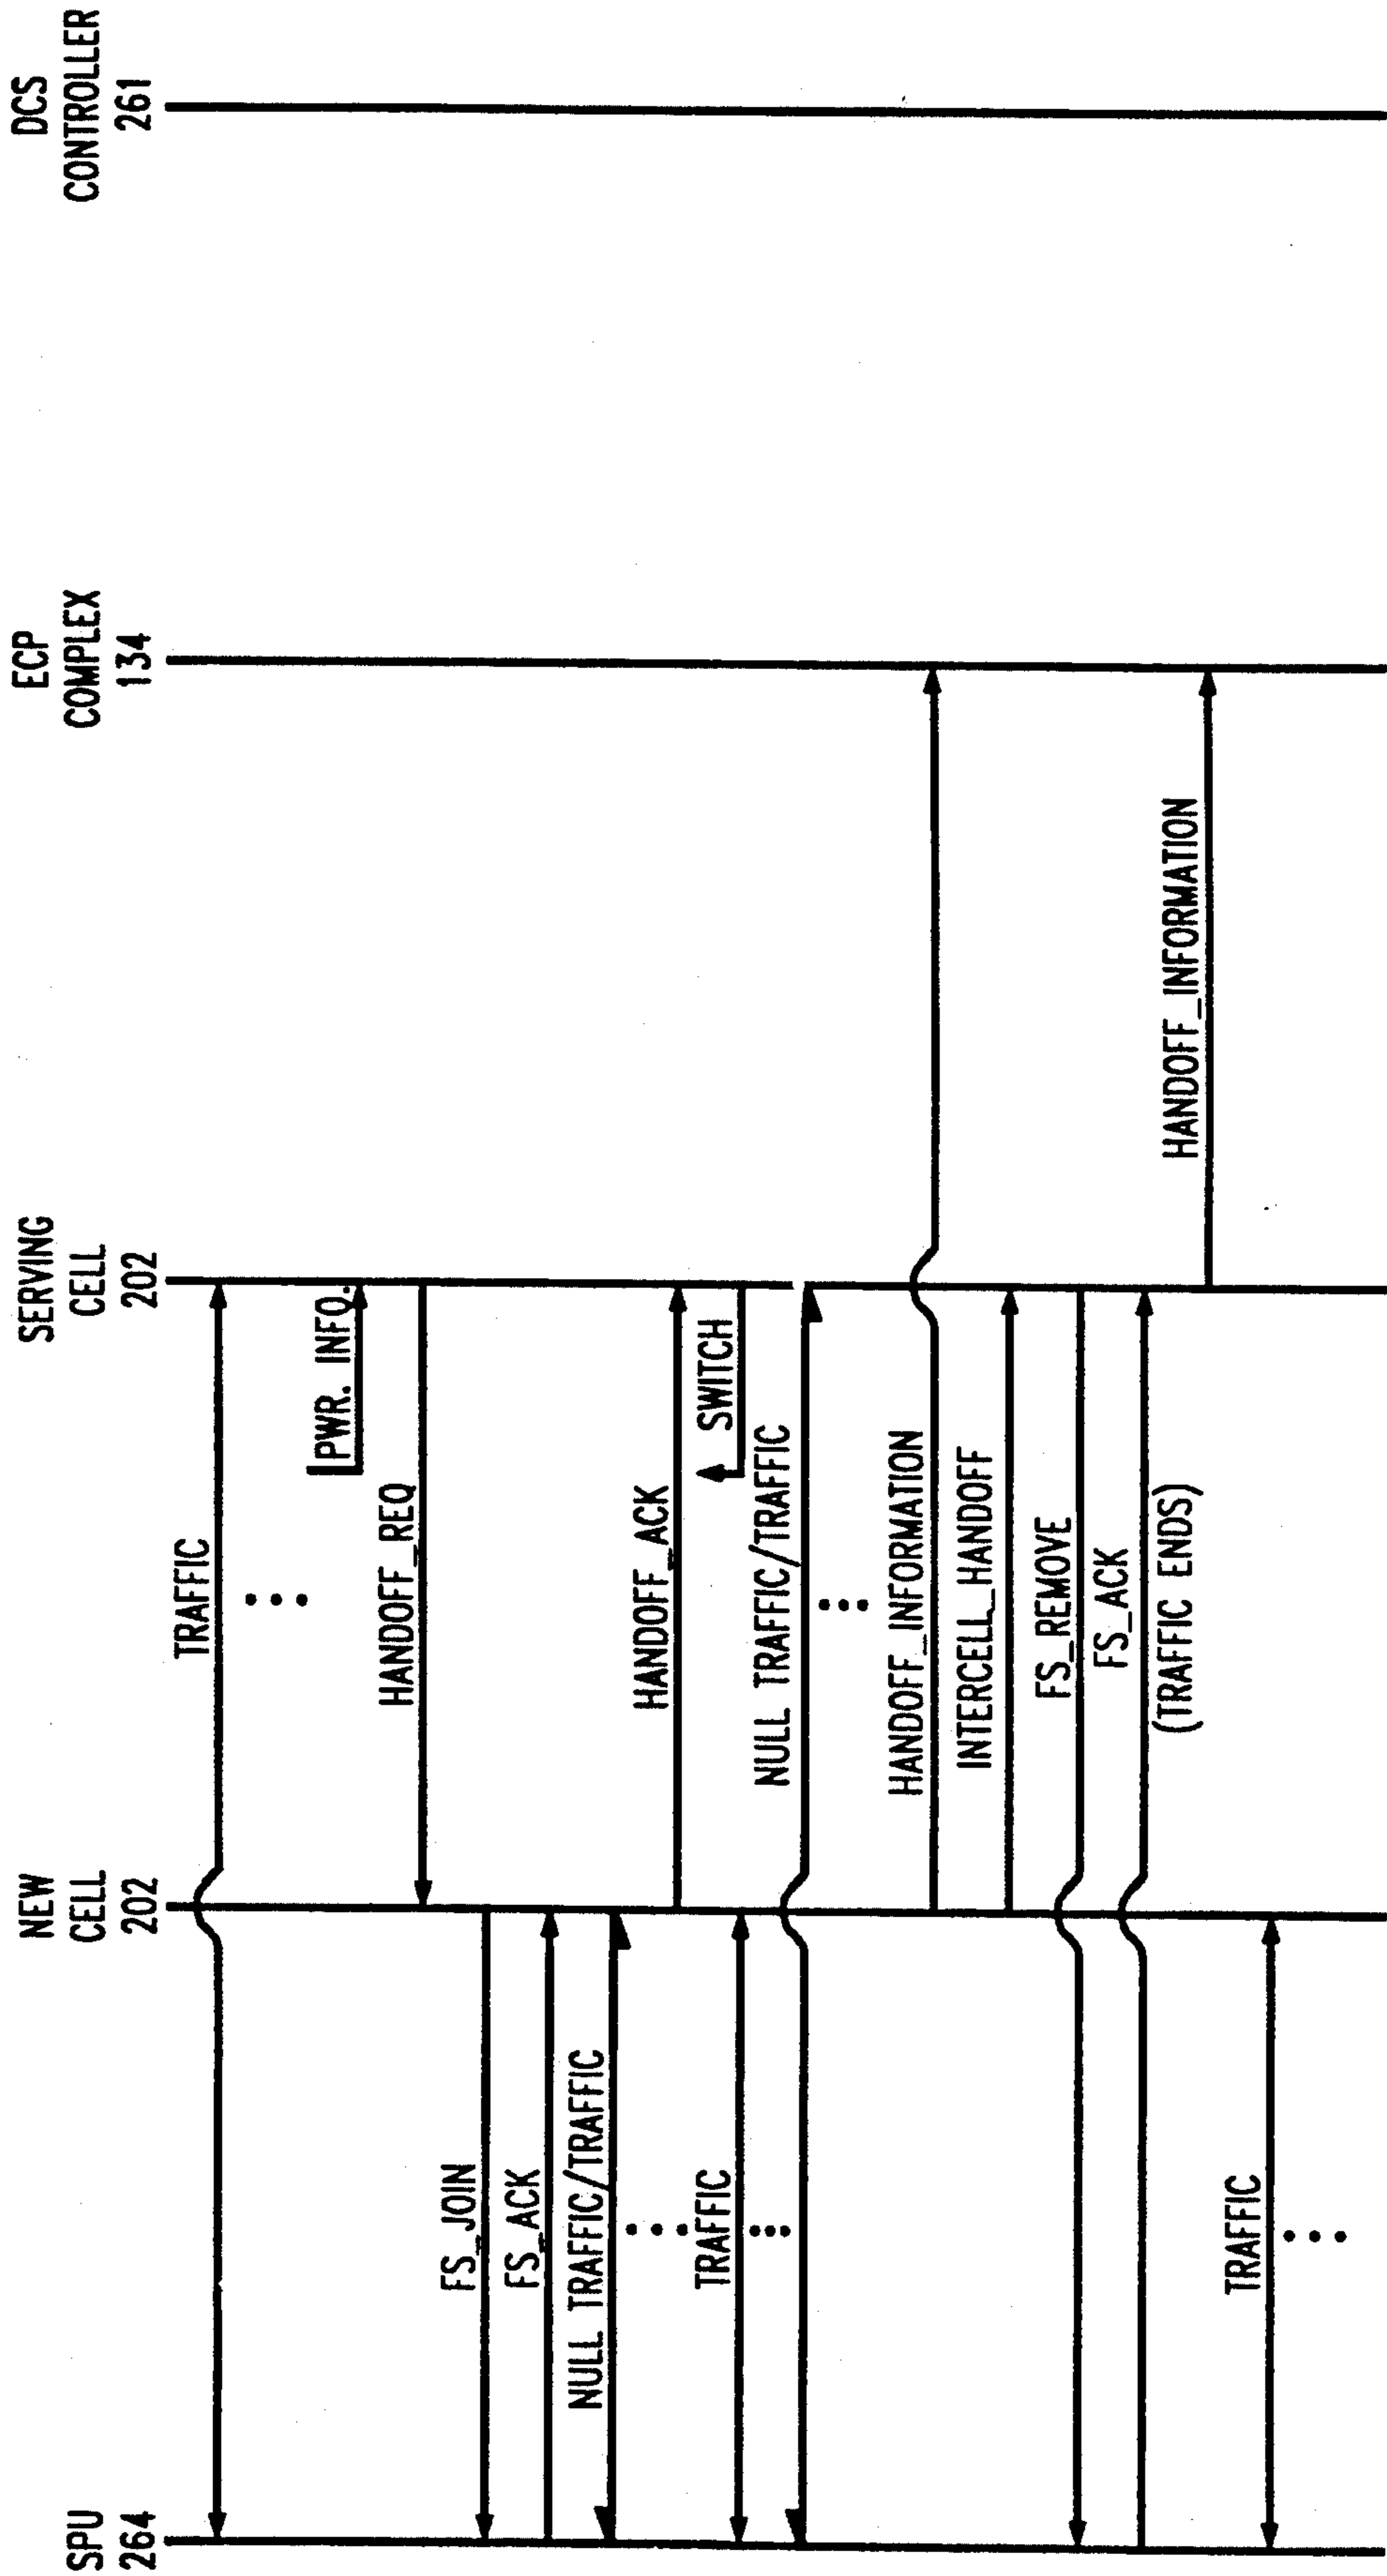 SPU
264
NEW
CELL
202
SERVING
CELL
202
ECP
COMPLEX
134
DCS
CONTROLLER
261
TRAFFIC
PWR. INFO.
HANDOFF_REQ
FS_JOIN
FS_ACK
NULL TRAFFIC/TRAFFIC
HANDOFF_ACK
TRAFFIC
SWITCH
NULL TRAFFIC/TRAFFIC
HANDOFF_INFORMATION
INTERCELL_HANDOFF
FS_REMOVE
FS_ACK
(TRAFFIC ENDS)
HANDOFF_INFORMATION
TRAFFIC